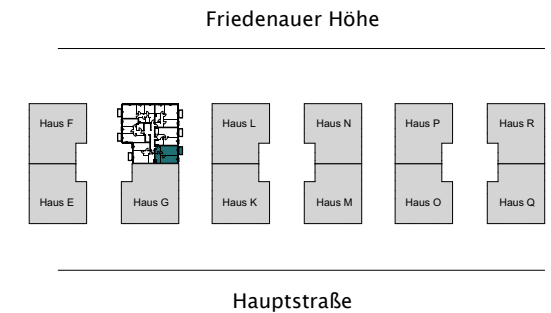 Friedenauer Höhe
Haus F
Haus L
Haus N
Haus P
Haus R
Haus E
Haus G
Haus K
Haus M
Haus O
Haus Q
Hauptstraße